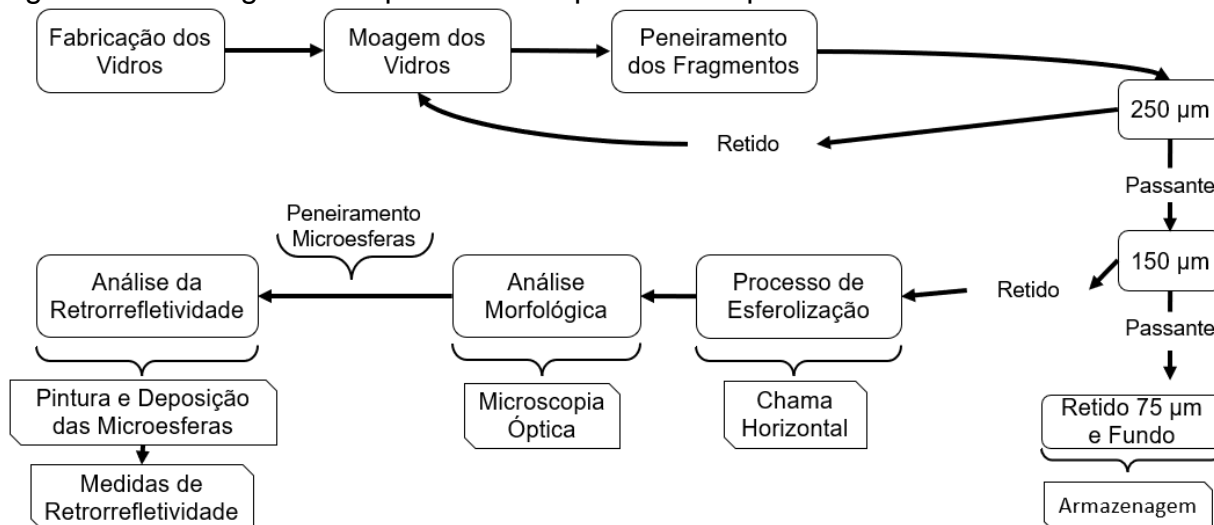 Fabricação dos
Vidros
Moagem dos
Vidros
Peneiramento
dos Fragmentos
250 µm
Retido
Passante
150 µm
Retido
Passante
Retido 75 µm
e Fundo
Armazenagem
Processo de
Esferolização
Chama
Horizontal
Análise
Morfológica
Microscopia
Óptica
Peneiramento
Microesferas
Análise da
Retrorrefletividade
Pintura e Deposição
das Microesferas
Medidas de
Retrorrefletividade